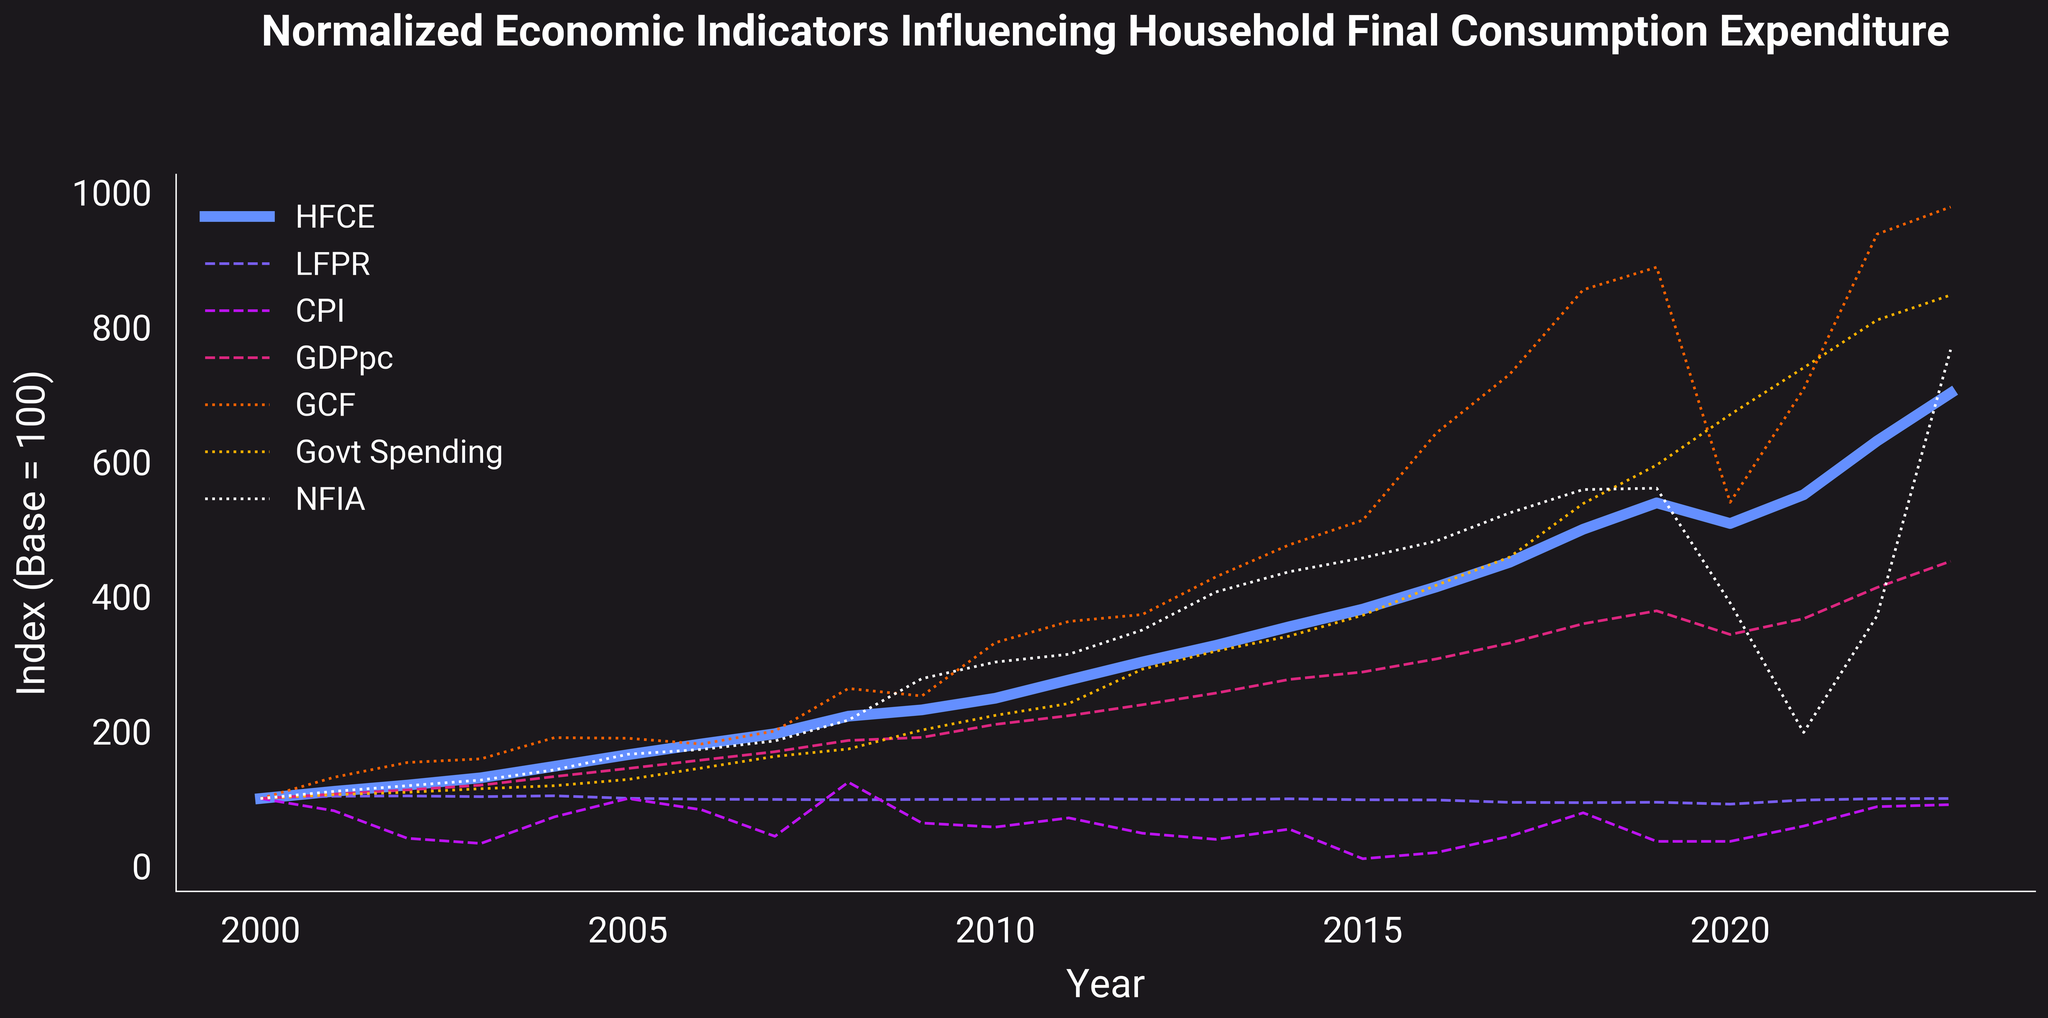 Normalized Economic Indicators Influencing Household Final Consumption Expenditure
1000
800
600
400
200
0
Index (Base = 100)
HFCE
LFPR
CPI
GDPpc
GCF
Govt Spending
NFIA
2000
2005
2010
2015
2020
Year